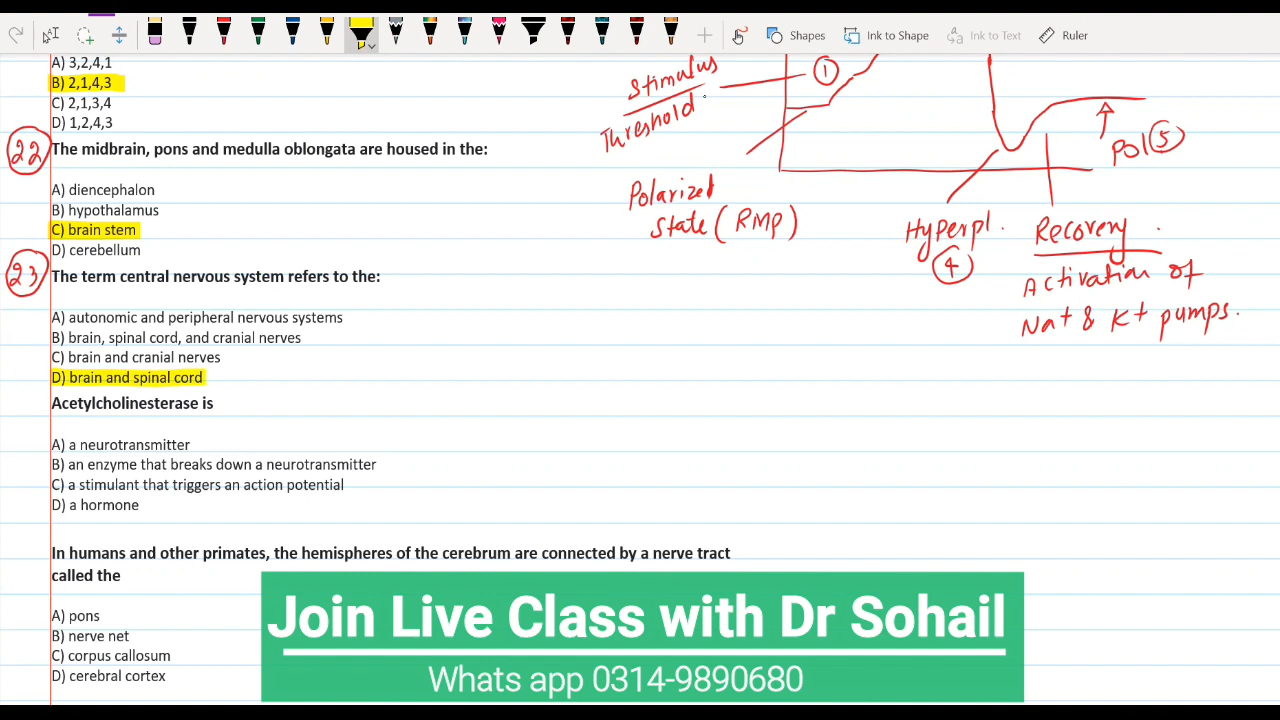 Shapes
Ink to Shape
Ink to Text
Ruler
A) 3,2,4,1
B) 2,1,4,3
C) 2,1,3,4
D) 1,2,4,3
22
The midbrain, pons and medulla oblongata are housed in the:
A) diencephalon
B) hypothalamus
C) brain stem
D) cerebellum
23
The term central nervous system refers to the:
A) autonomic and peripheral nervous systems
B) brain, spinal cord, and cranial nerves
C) brain and cranial nerves
D) brain and spinal cord
Acetylcholinesterase is
A) a neurotransmitter
B) an enzyme that breaks down a neurotransmitter
C) a stimulant that triggers an action potential
D) a hormone
In humans and other primates, the hemispheres of the cerebrum are connected by a nerve tract
called the
A) pons
B) nerve net
C) corpus callosum
D) cerebral cortex
Stimulus
Threshold
1
Polarized
State (RMP)
Hyperpl.
4
Pol 5
Recovery
Activation of
Na+ & K+ pumps.
Join Live Class with Dr Sohail
Whats app 0314-9890680